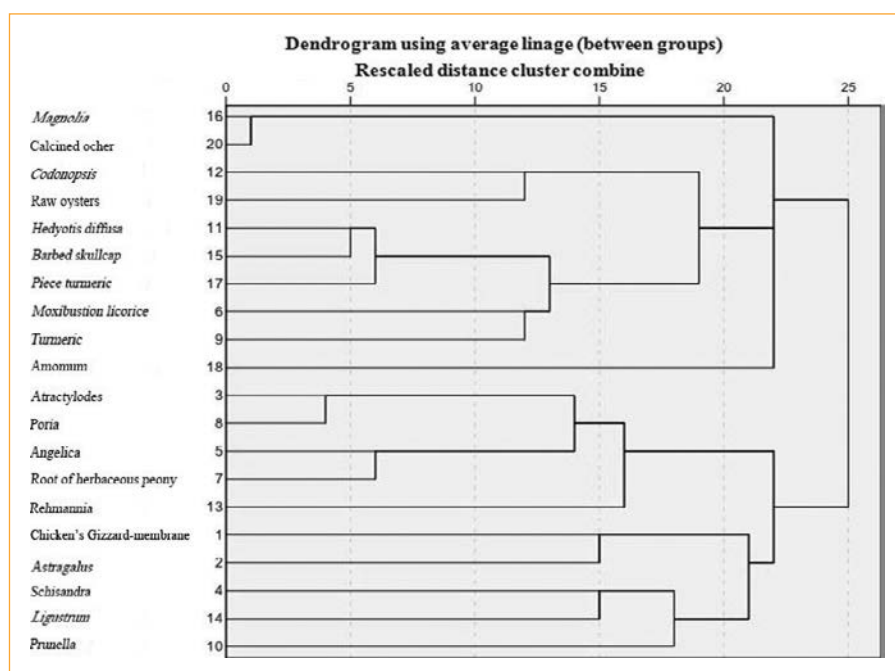 Dendrogram using average linage (between groups)
Rescaled distance cluster combine
0 5 10 15 20 25
Magnolia 16
Calcined ocher 20
Codonopsis 12
Raw oysters 19
Hedyotis diffusa 11
Barbed skullcap 15
Piece turmeric 17
Moxibustion licorice 6
Turmeric 9
Amomum 18
Atractylodes 3
Poria 8
Angelica 5
Root of herbaceous peony 7
Rehmannia 13
Chicken's Gizzard-membrane 1
Astragalus 2
Schisandra 4
Ligustrum 14
Prunella 10